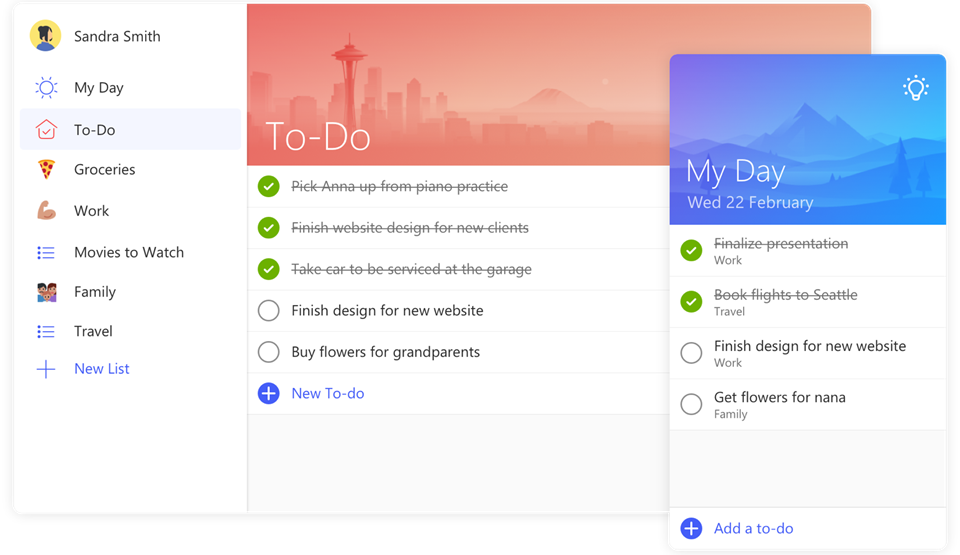 Sandra Smith
My Day
To-Do
Groceries
Work
Movies to Watch
Family
Travel
New List
To-Do
Pick Anna up from piano practice
Finish website design for new clients
Take car to be serviced at the garage
Finish design for new website
Buy flowers for grandparents
New To-do
My Day
Wed 22 February
Finalize presentation
Work
Book flights to Seattle
Travel
Finish design for new website
Work
Get flowers for nana
Family
Add a to-do